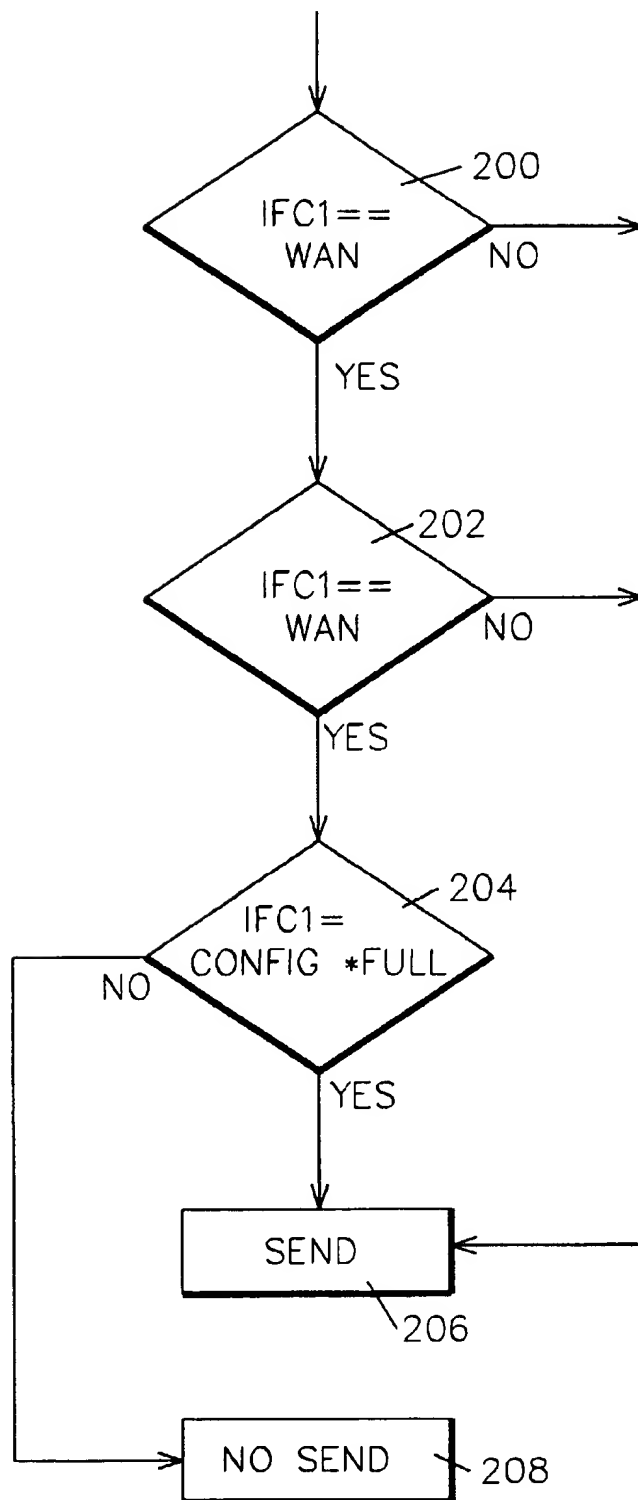 200
IFC1==
WAN
NO
YES
202
IFC1==
WAN
NO
YES
204
IFC1=
CONFIG *FULL
NO
YES
SEND
206
NO SEND
208